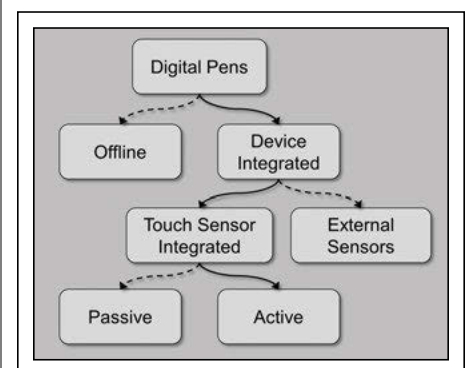 Digital Pens
Offline
Device
Integrated
Touch Sensor
Integrated
External
Sensors
Passive
Active